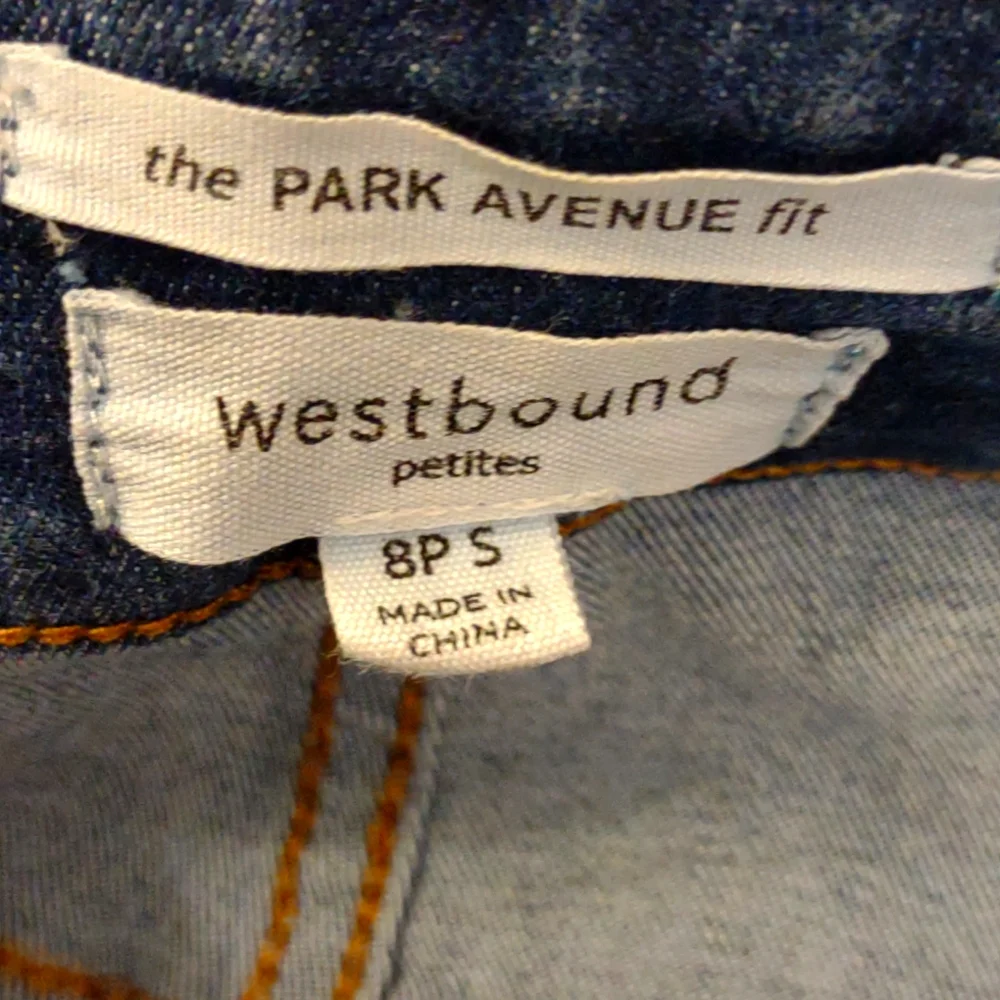 the PARK AVENUE fit
westbound
petites
8P S
MADE IN
CHINA